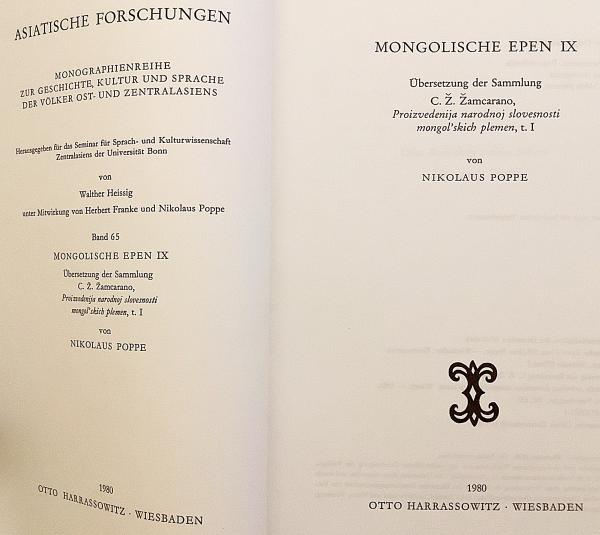 ASIATISCHE FORSCHUNGEN
MONOGRAPHIENREIHE
ZUR GESCHICHTE, KULTUR UND SPRACHE
DER VÖLKER OST- UND ZENTRALASIENS
Herausgegeben für das Seminar für Sprach- und Kulturwissenschaft
Zentralasiens der Universität Bonn
von
Walther Heissig
unter Mitwirkung von Herbert Franke und Nikolaus Poppe
Band 65
MONGOLISCHE EPEN IX
Übersetzung der Sammlung
C. Ž. Žamcarano,
Proizvedenija narodnoj slovesnosti
mongol'skich plemen, t. I
von
NIKOLAUS POPPE
1980
OTTO HARRASSOWITZ · WIESBADEN
MONGOLISCHE EPEN IX
Übersetzung der Sammlung
C. Ž. Žamcarano,
Proizvedenija narodnoj slovesnosti
mongol'skich plemen, t. I
von
NIKOLAUS POPPE
1980
OTTO HARRASSOWITZ · WIESBADEN